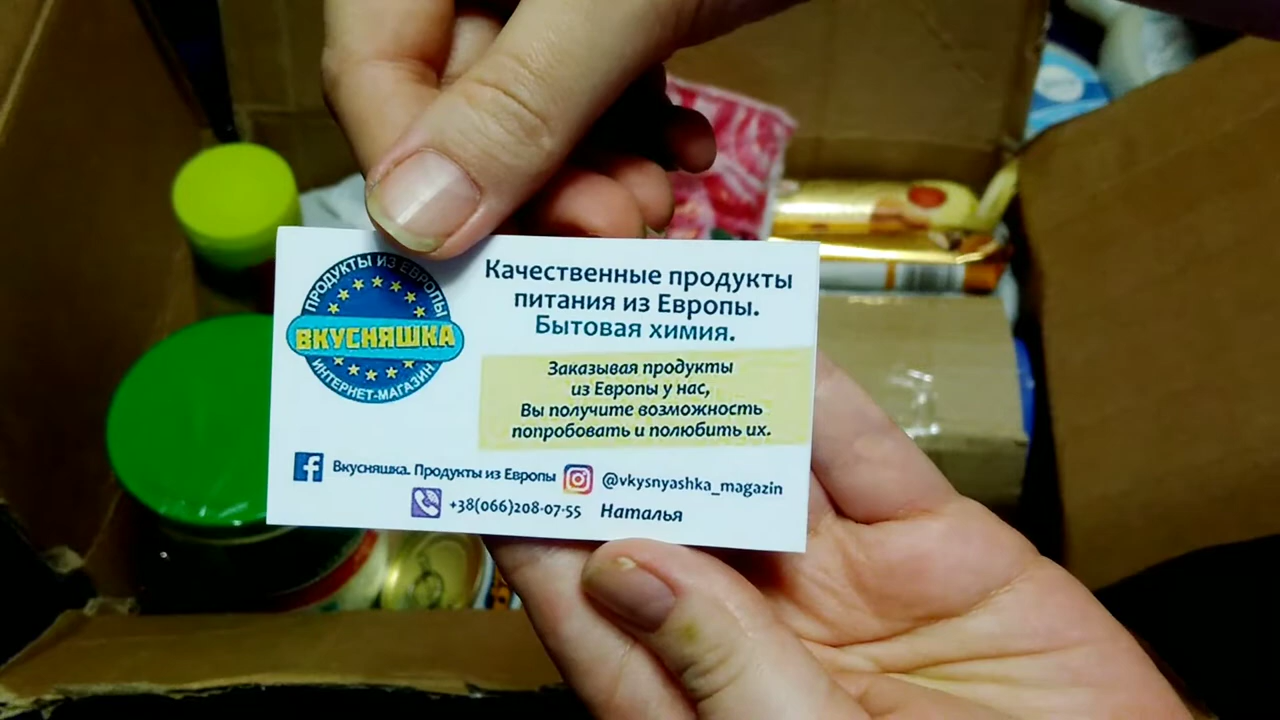 ПРОДУКТЫ ИЗ ЕВРОПЫ
ВКУСНЯШКА
ИНТЕРНЕТ-МАГАЗИН
Качественные продукты
питания из Европы.
Бытовая химия.
Заказывая продукты
из Европы у нас,
Вы получите возможность
попробовать и полюбить их.
Вкусняшка. Продукты из Европы @vkysnyashka_magazin
+38(066)208-07-55 Наталья